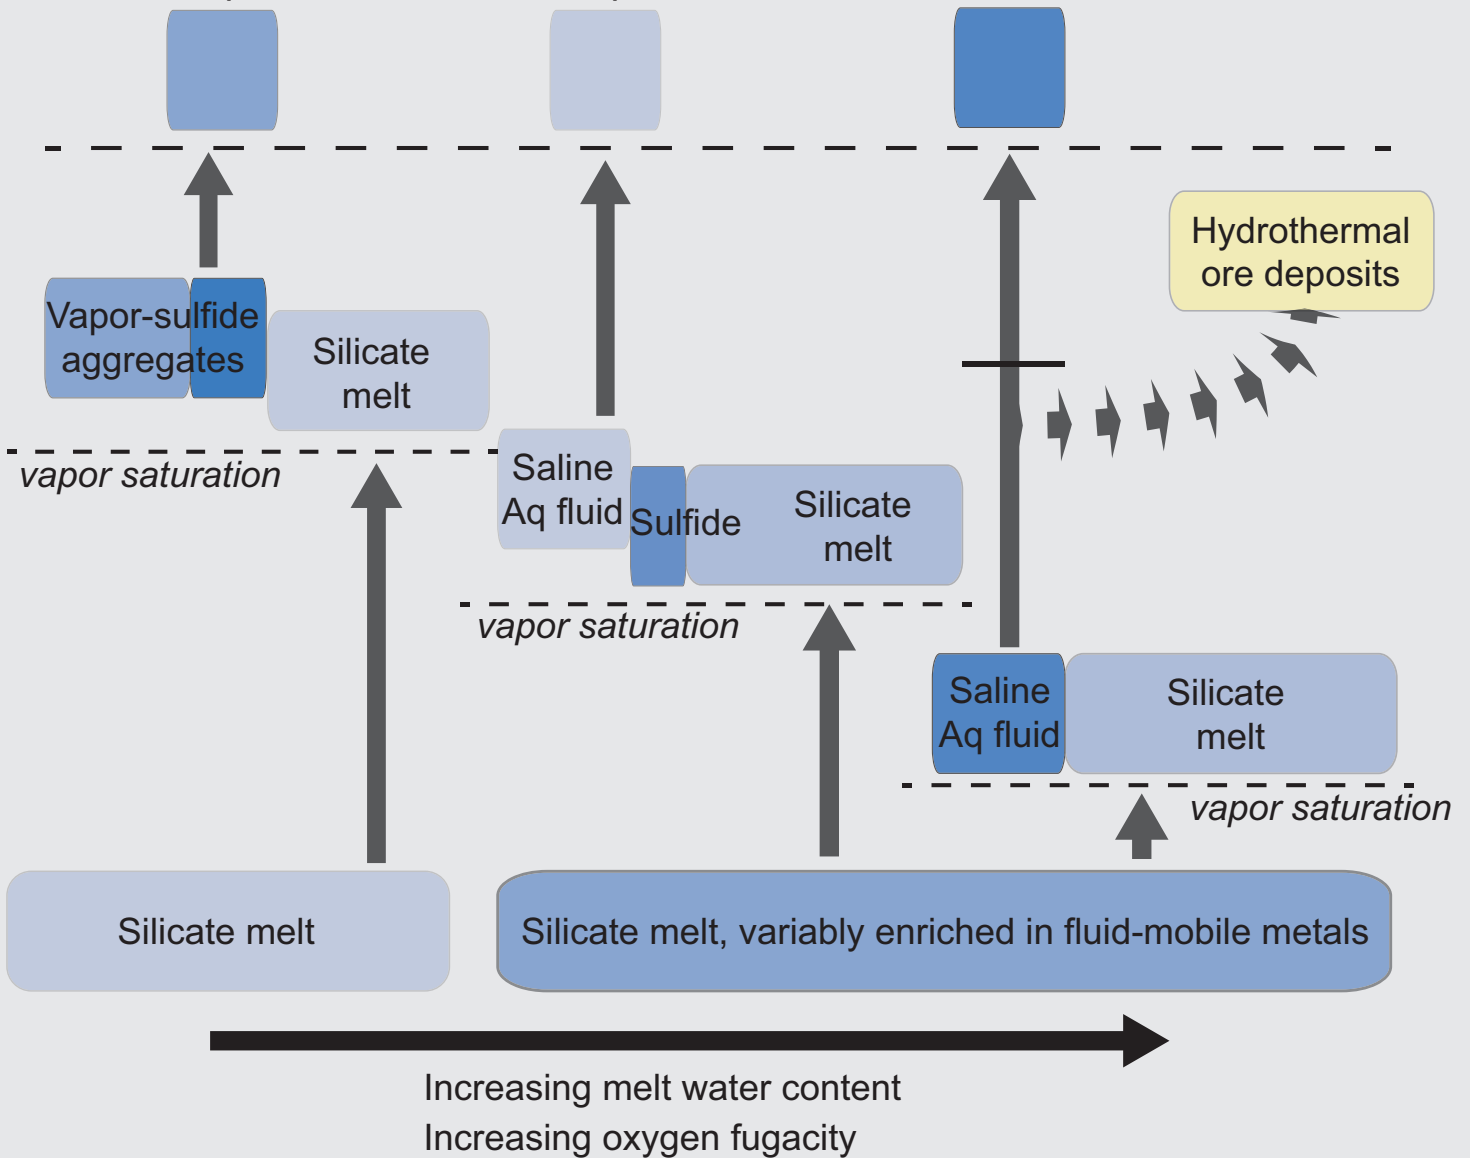 Hydrothermal
ore deposits
Vapor-sulfide
aggregates
Silicate
melt
vapor saturation
Saline
Aq fluid
Sulfide
Silicate
melt
vapor saturation
Saline
Aq fluid
Silicate
melt
vapor saturation
Silicate melt
Silicate melt, variably enriched in fluid-mobile metals
Increasing melt water content
Increasing oxygen fugacity